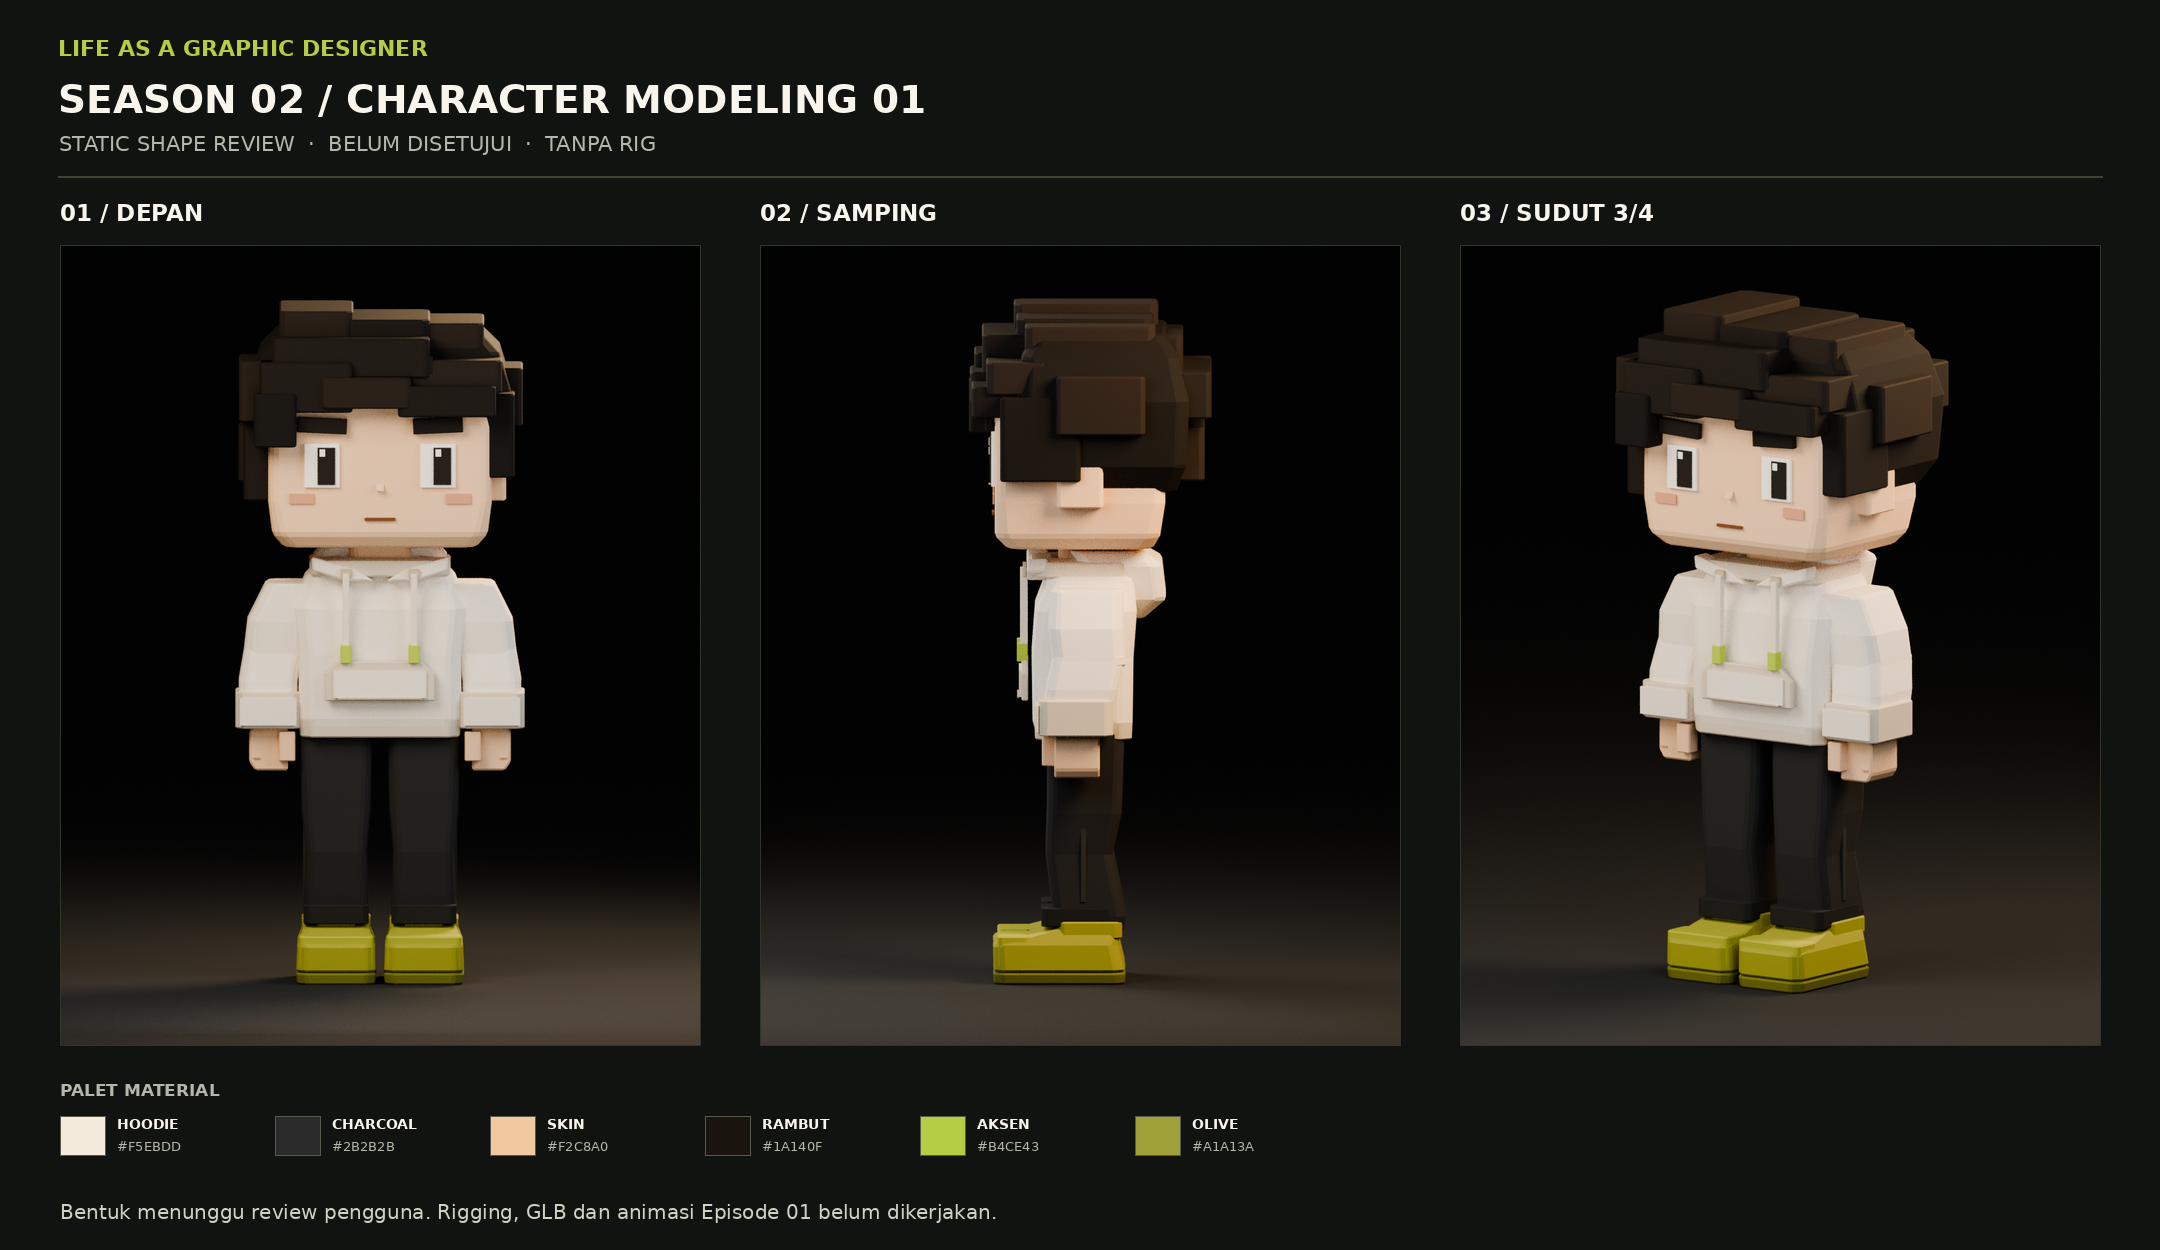 LIFE AS A GRAPHIC DESIGNER
SEASON 02 / CHARACTER MODELING 01
STATIC SHAPE REVIEW · BELUM DISETUJUI · TANPA RIG
01 / DEPAN
02 / SAMPING
03 / SUDUT 3/4
PALET MATERIAL
HOODIE
#F5EBDD
CHARCOAL
#2B2B2B
SKIN
#F2C8A0
RAMBUT
#1A140F
AKSEN
#B4CE43
OLIVE
#A1A13A
Bentuk menunggu review pengguna. Rigging, GLB dan animasi Episode 01 belum dikerjakan.